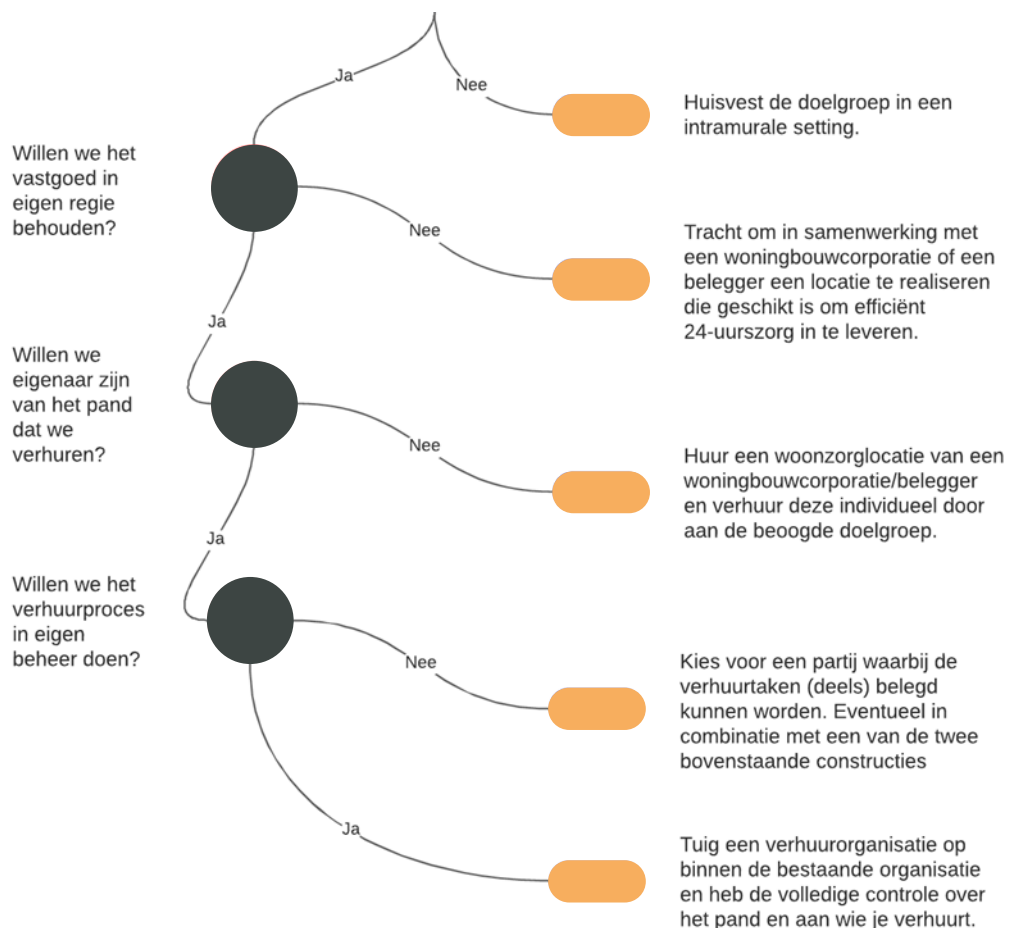 Ja
Nee
Huisvest de doelgroep in een
intramurale setting.
Willen we het
vastgoed in
eigen regie
behouden?
Nee
Tracht om in samenwerking met
een woningbouwcorporatie of een
belegger een locatie te realiseren
die geschikt is om efficiënt
24-uurszorg in te leveren.
Ja
Willen we
eigenaar zijn
van het pand
dat we
verhuren?
Nee
Huur een woonzorglocatie van een
woningbouwcorporatie/belegger
en verhuur deze individueel door
aan de beoogde doelgroep.
Ja
Willen we het
verhuurproces
in eigen
beheer doen?
Nee
Kies voor een partij waarbij de
verhuurtaken (deels) belegd
kunnen worden. Eventueel in
combinatie met een van de twee
bovenstaande constructies
Ja
Tuig een verhuurorganisatie op
binnen de bestaande organisatie
en heb de volledige controle over
het pand en aan wie je verhuurt.